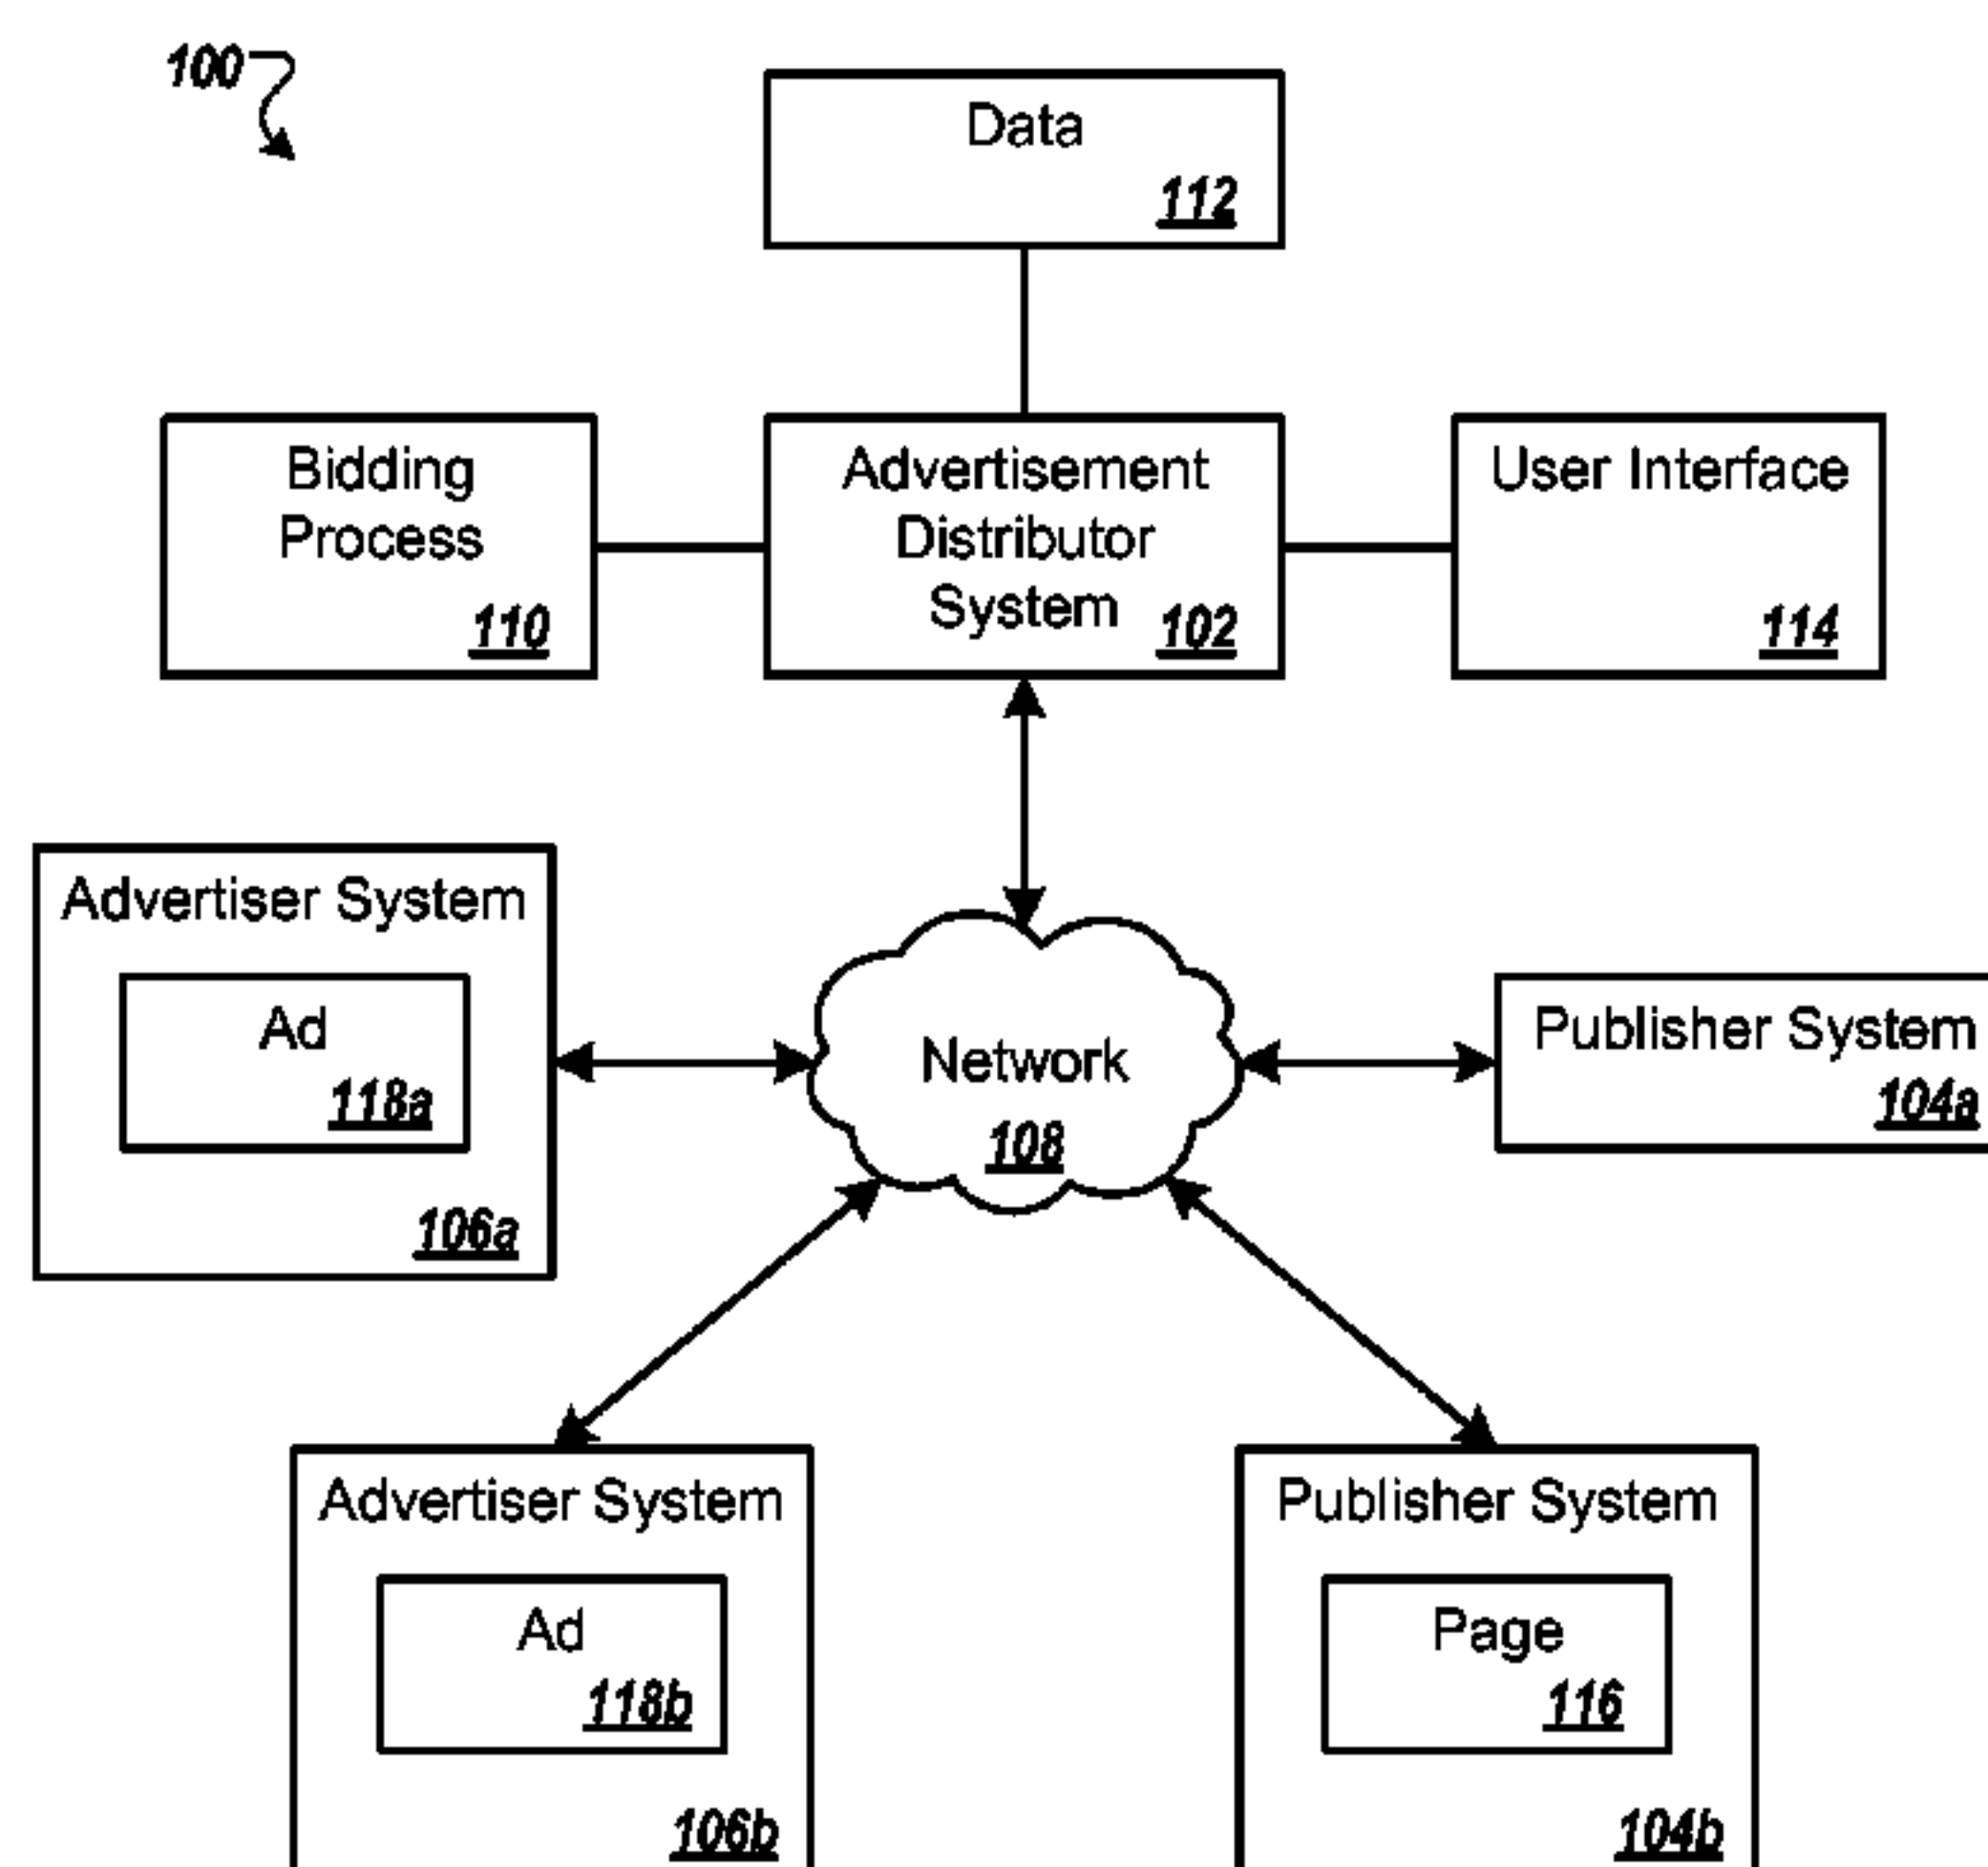 100
Data
112
Bidding
Process
110
Advertisement
Distributor
System 102
User Interface
114
Advertiser System
Ad
118a
106a
Network
108
Publisher System
104a
Advertiser System
Ad
118b
106b
Publisher System
Page
116
104b